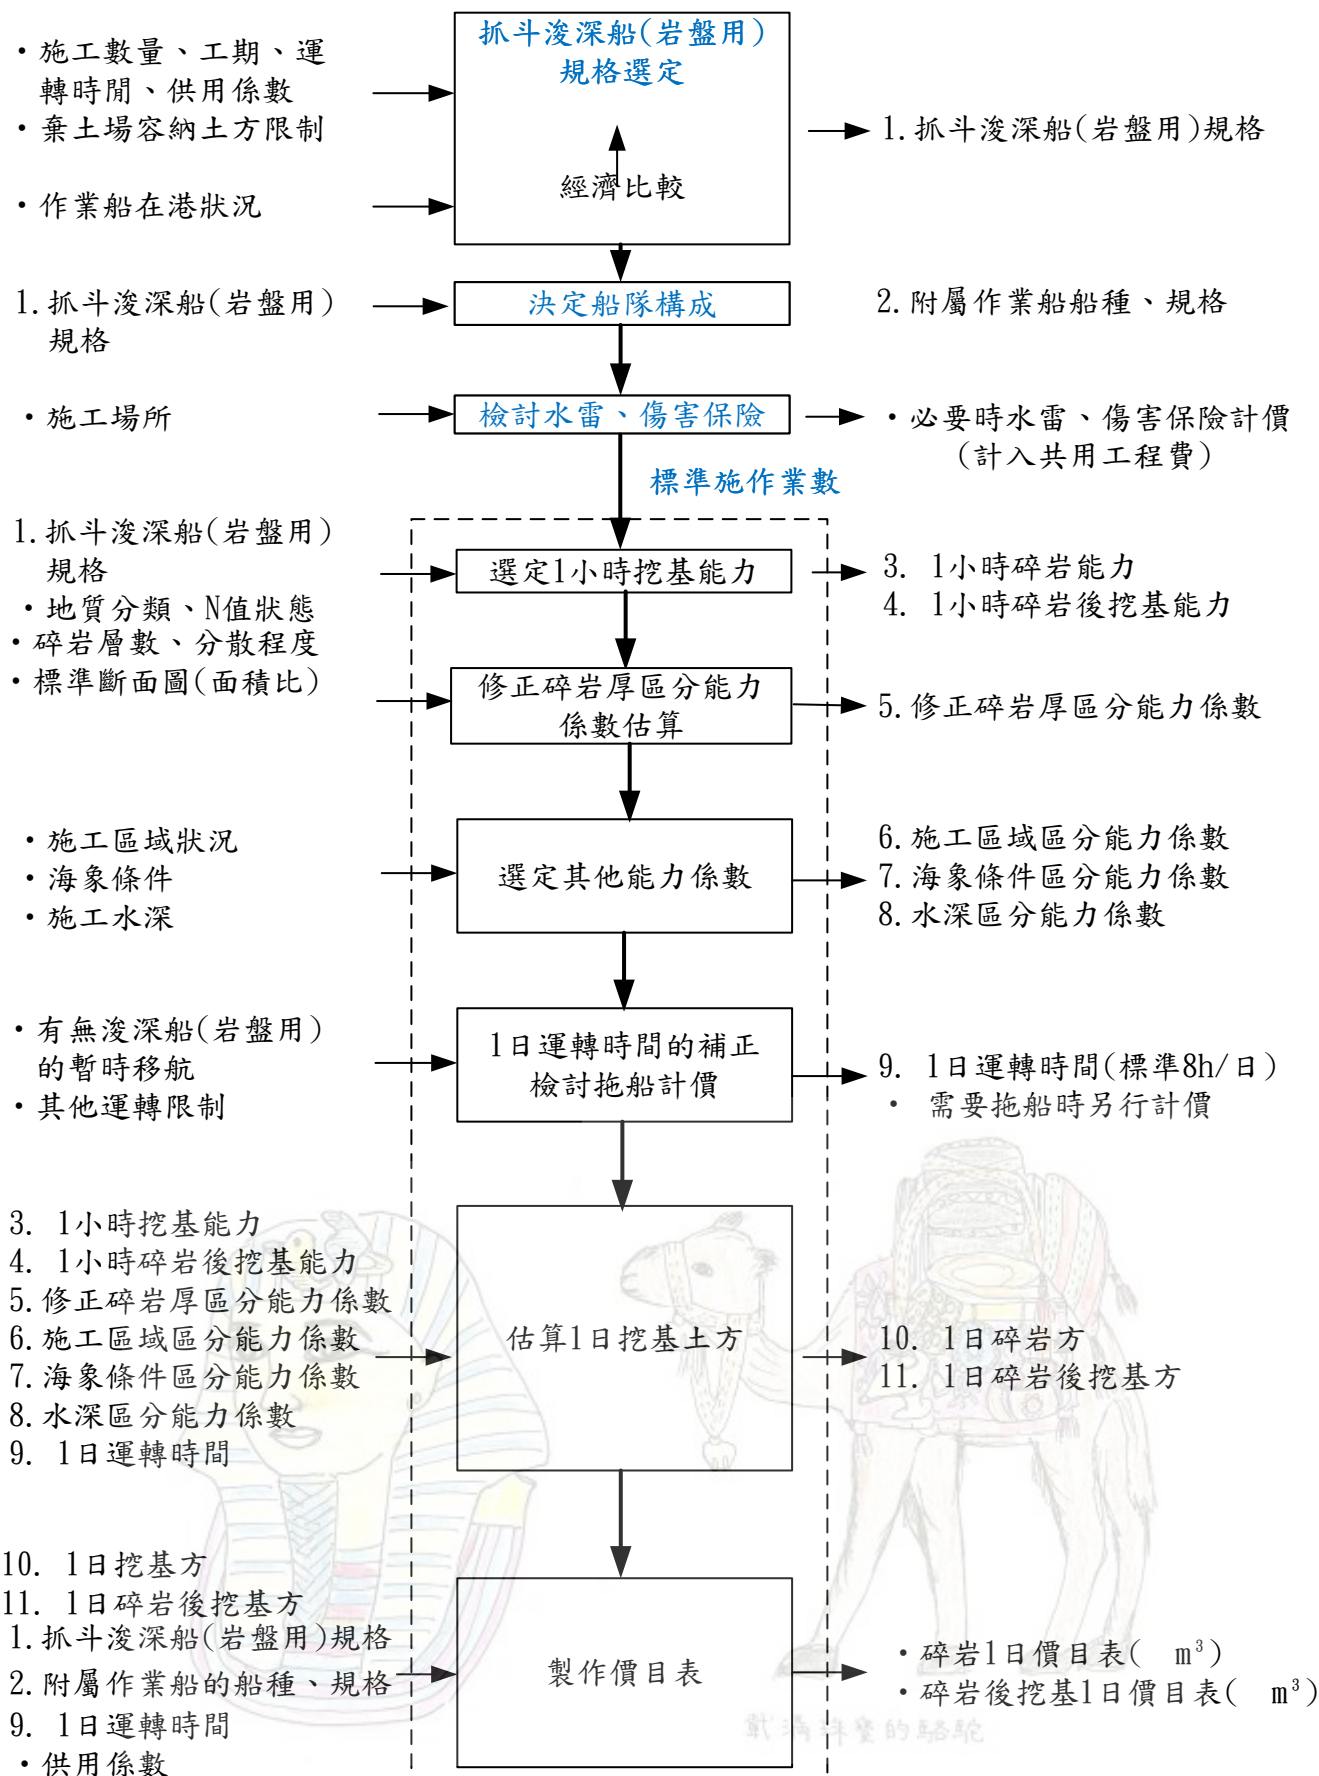 抓斗浚深船(岩盤用)
規格選定
・施工數量、工期、運
轉時間、供用係數
・棄土場容納土方限制
1.抓斗浚深船(岩盤用)規格
經濟比較
・作業船在港狀況
1.抓斗浚深船(岩盤用)
規格
決定船隊構成
2.附屬作業船船種、規格
・施工場所
檢討水雷、傷害保險
・必要時水雷、傷害保險計價
(計入共用工程費)
標準施作業數
1.抓斗浚深船(岩盤用)
規格
・地質分類、N值狀態
・碎岩層數、分散程度
・標準斷面圖(面積比)
選定1小時挖基能力
3. 1小時碎岩能力
4. 1小時碎岩後挖基能力
修正碎岩厚區分能力
係數估算
5.修正碎岩厚區分能力係數
・施工區域狀況
・海象條件
・施工水深
選定其他能力係數
6.施工區域區分能力係數
7.海象條件區分能力係數
8.水深區分能力係數
・有無浚深船(岩盤用)
的暫時移航
・其他運轉限制
1日運轉時間的補正
檢討拖船計價
9. 1日運轉時間(標準8h/日)
・ 需要拖船時另行計價
3. 1小時挖基能力
4. 1小時碎岩後挖基能力
5.修正碎岩厚區分能力係數
6.施工區域區分能力係數
7.海象條件區分能力係數
8.水深區分能力係數
9. 1日運轉時間
估算1日挖基土方
10. 1日碎岩方
11. 1日碎岩後挖基方
10. 1日挖基方
11. 1日碎岩後挖基方
1.抓斗浚深船(岩盤用)規格
2.附屬作業船的船種、規格
9. 1日運轉時間
・供用係數
製作價目表
・碎岩1日價目表( m³)
・碎岩後挖基1日價目表( m³)
載滿珠寶的駱駝